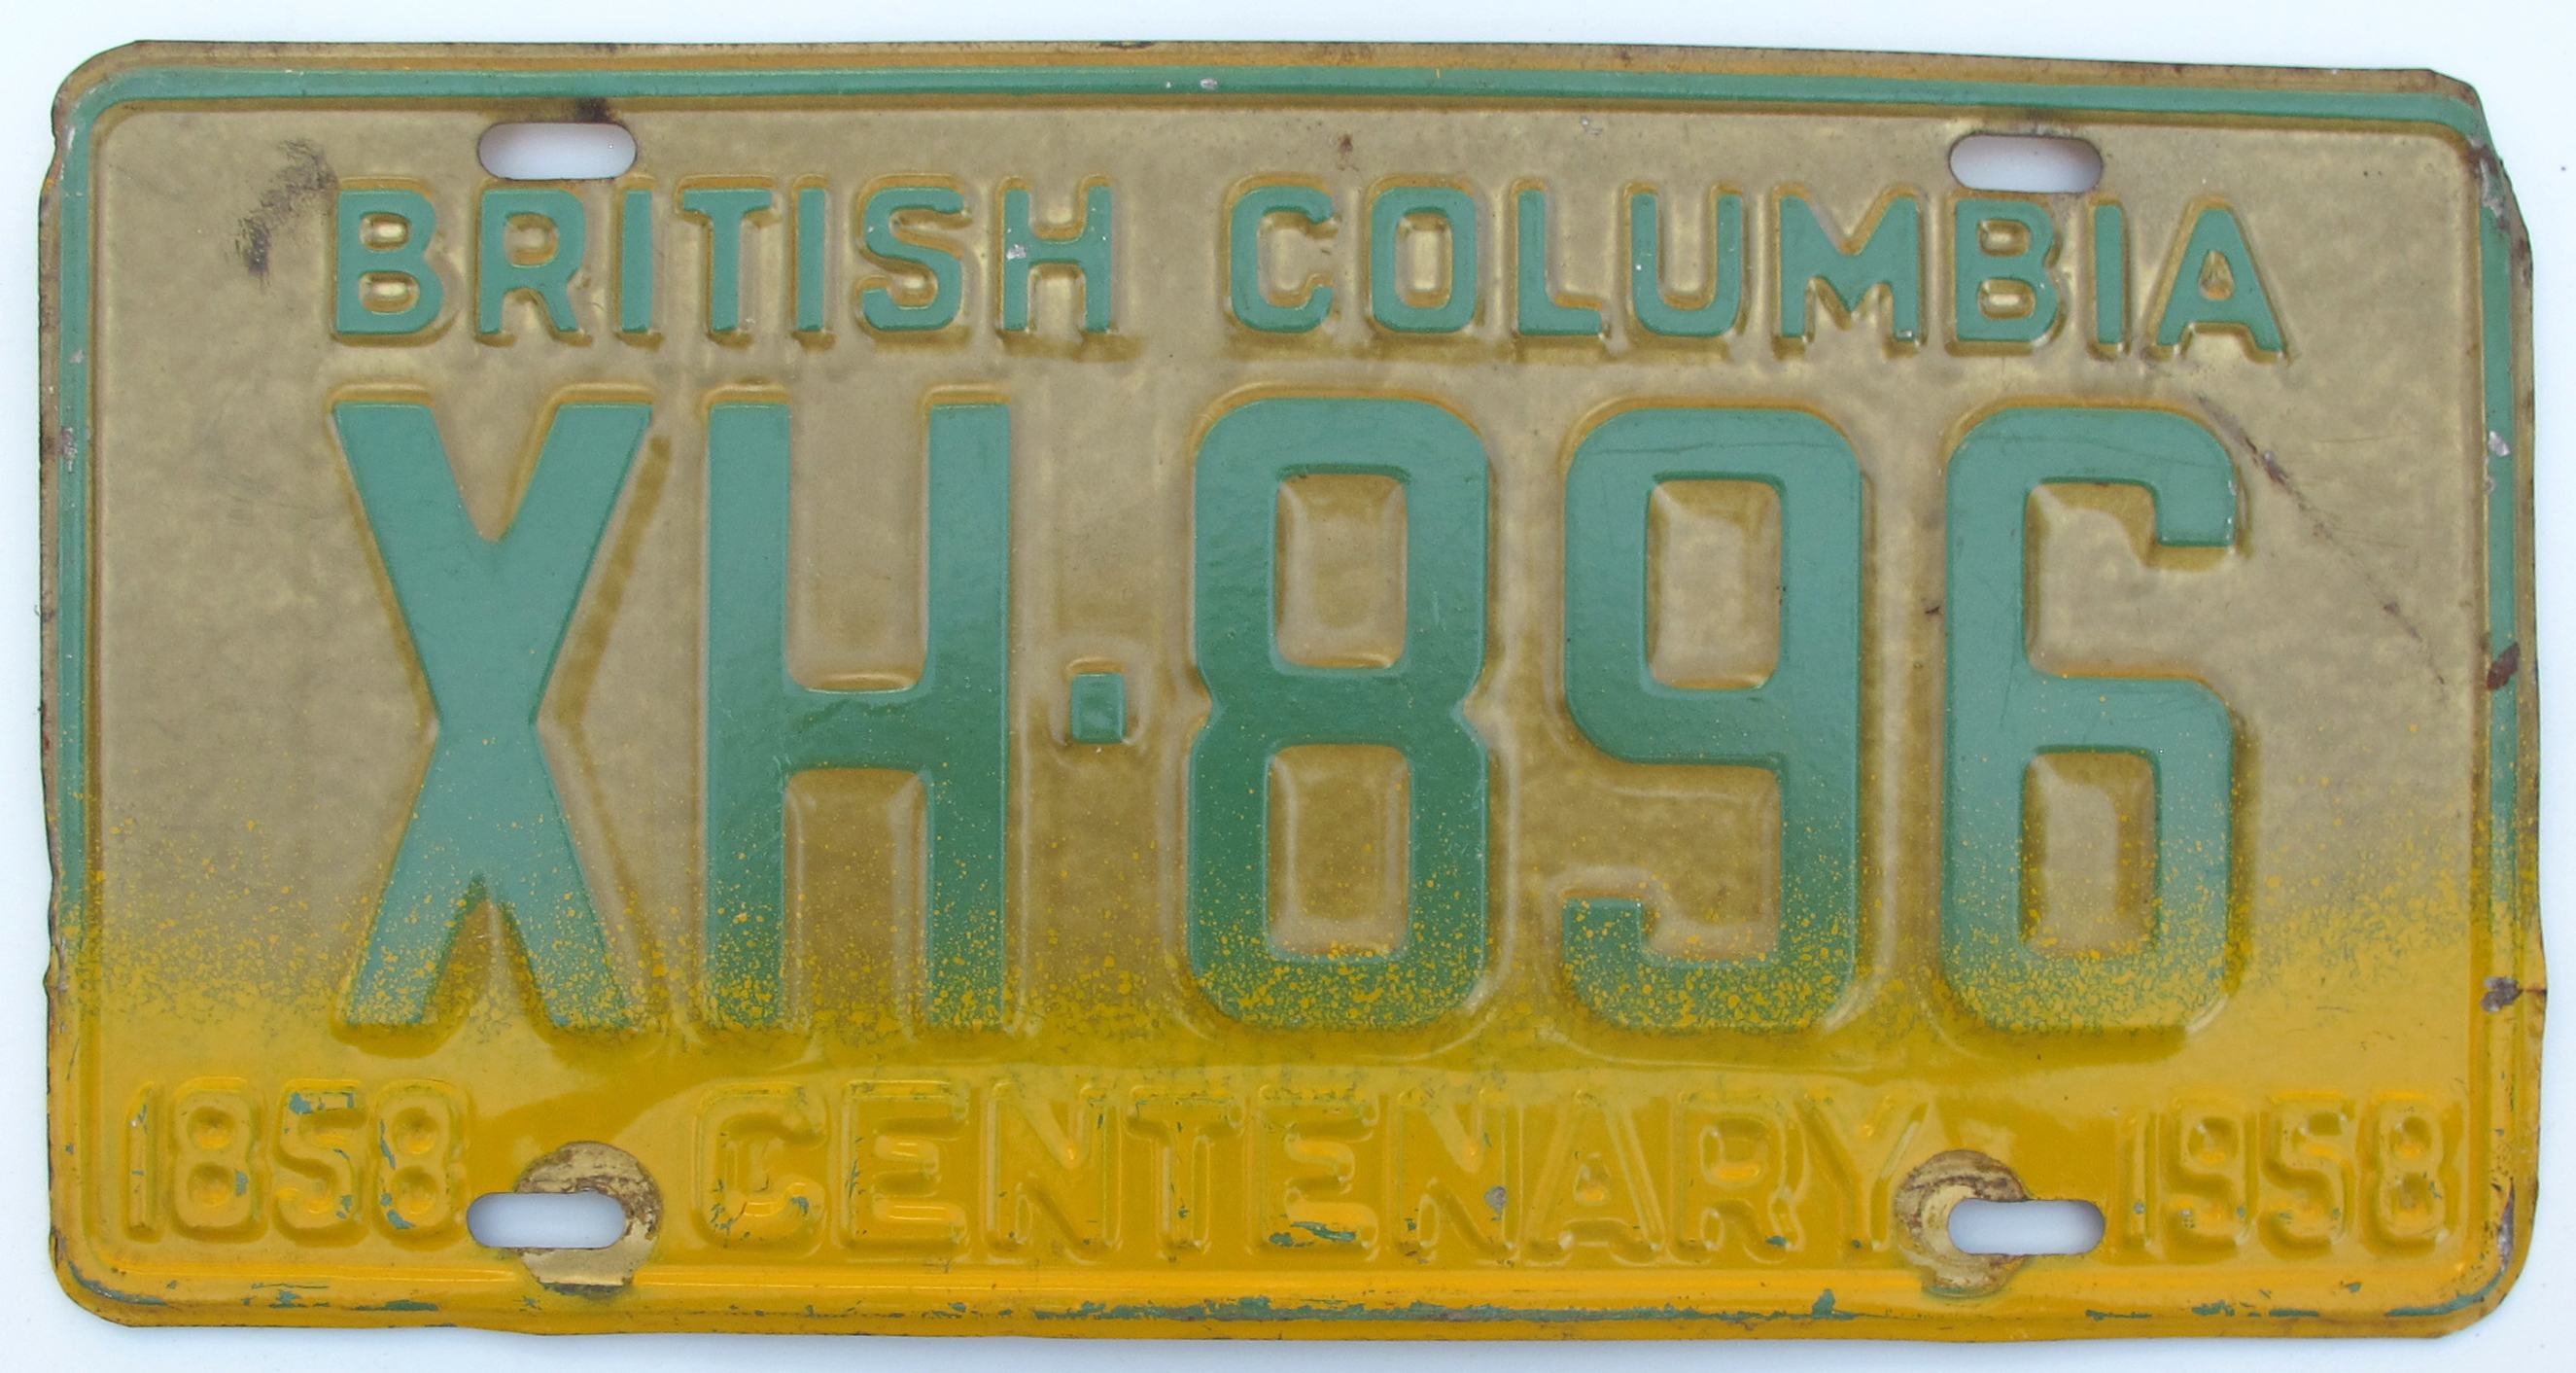 BRITISH COLUMBIA
XH·896
1858 CENTENARY 1958